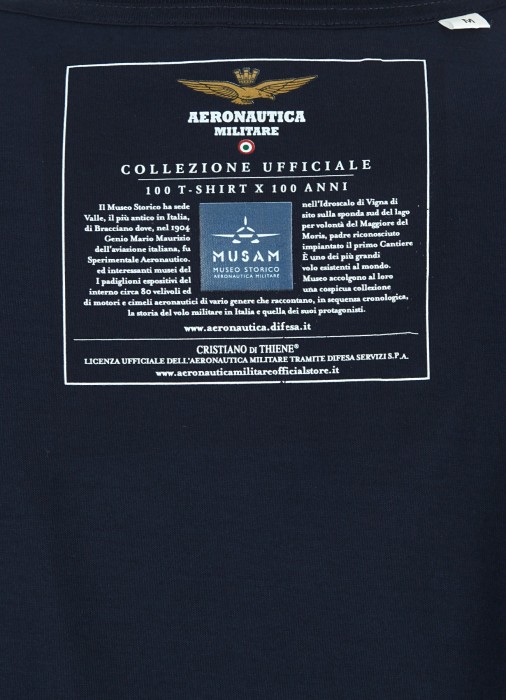 M
AERONAUTICA
MILITARE
COLLEZIONE UFFICIALE
100 T-SHIRT X 100 ANNI
Il Museo Storico ha sede nell'Idroscalo di Vigna di
Valle, il più antico in Italia, sito sulla sponda sud del lago
di Bracciano dove, nel 1904 per volontà del Maggiore del
Genio Mario Maurizio Moris, padre riconosciuto
dell'aviazione italiana, fu impiantato il primo Cantiere
Sperimentale Aeronautico. È uno dei più grandi
ed interessanti musei del volo esistenti al mondo.
I padiglioni espositivi del Museo accolgono al loro
interno circa 80 velivoli ed una cospicua collezione
MUSAM
MUSEO STORICO
AERONAUTICA MILITARE
di motori e cimeli aeronautici di vario genere che raccontano, in sequenza cronologica,
la storia del volo militare in Italia e quella dei suoi protagonisti.
www.aeronautica.difesa.it
CRISTIANO DI THIENE®
LICENZA UFFICIALE DELL'AERONAUTICA MILITARE TRAMITE DIFESA SERVIZI S.P.A.
www.aeronauticamilitareofficialstore.it